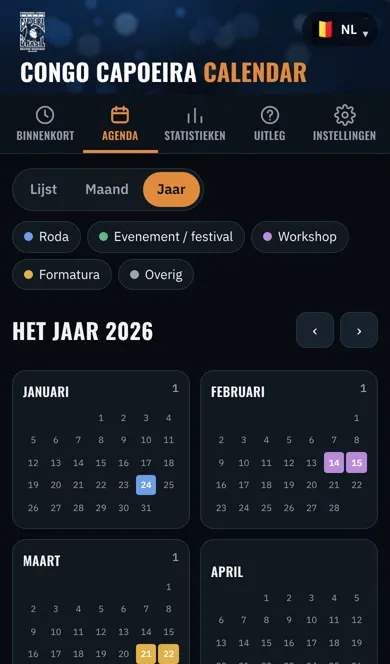 CAPOEIRA
BRASIL
NL
CONGO CAPOEIRA CALENDAR
BINNENKORT AGENDA STATISTIEKEN UITLEG INSTELLINGEN
Lijst Maand Jaar
Roda Evenement / festival Workshop
Formatura Overig
HET JAAR 2026 ‹ ›
JANUARI 1
1 2 3 4
5 6 7 8 9 10 11
12 13 14 15 16 17 18
19 20 21 22 23 24 25
26 27 28 29 30 31
FEBRUARI 1
1
2 3 4 5 6 7 8
9 10 11 12 13 14 15
16 17 18 19 20 21 22
23 24 25 26 27 28
MAART 1
1
2 3 4 5 6 7 8
9 10 11 12 13 14 15
16 17 18 19 20 21 22
APRIL
1 2 3 4 5
6 7 8 9 10 11 12
13 14 15 16 17 18 19